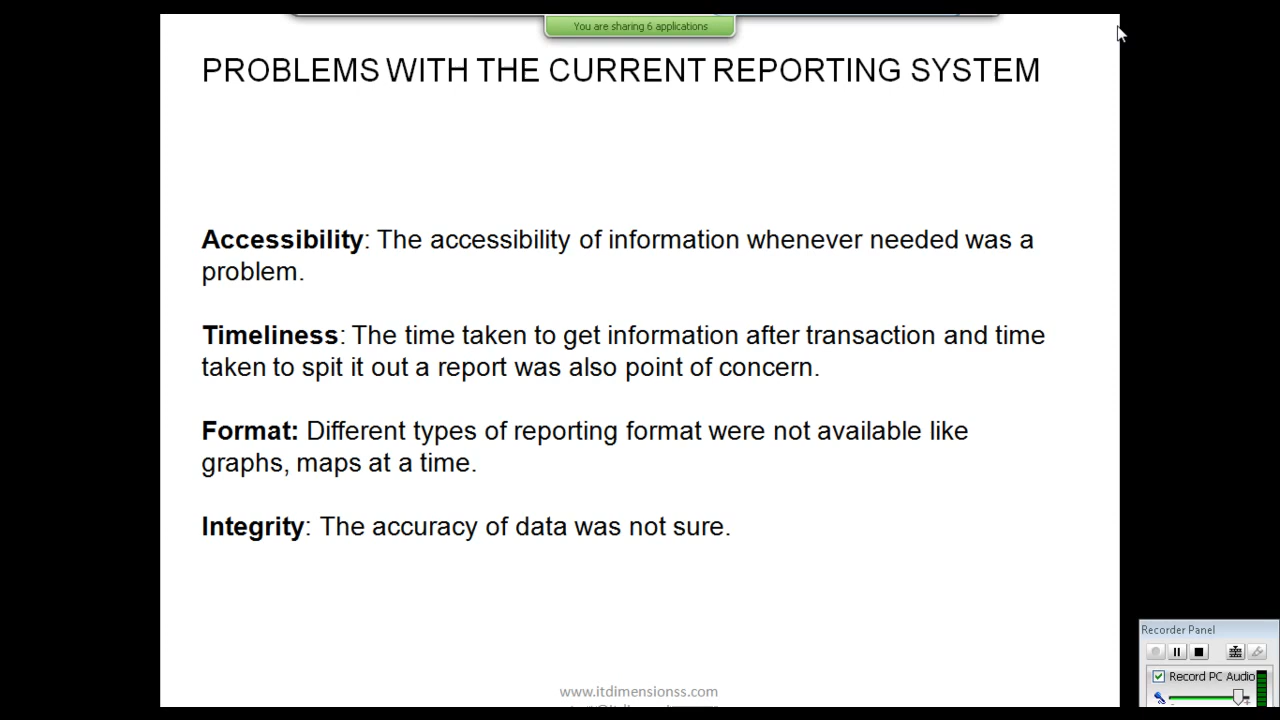 You are sharing 6 applications
PROBLEMS WITH THE CURRENT REPORTING SYSTEM
Accessibility: The accessibility of information whenever needed was a
problem.
Timeliness: The time taken to get information after transaction and time
taken to spit it out a report was also point of concern.
Format: Different types of reporting format were not available like
graphs, maps at a time.
Integrity: The accuracy of data was not sure.
www.itdimensionss.com
Recorder Panel
Record PC Audio